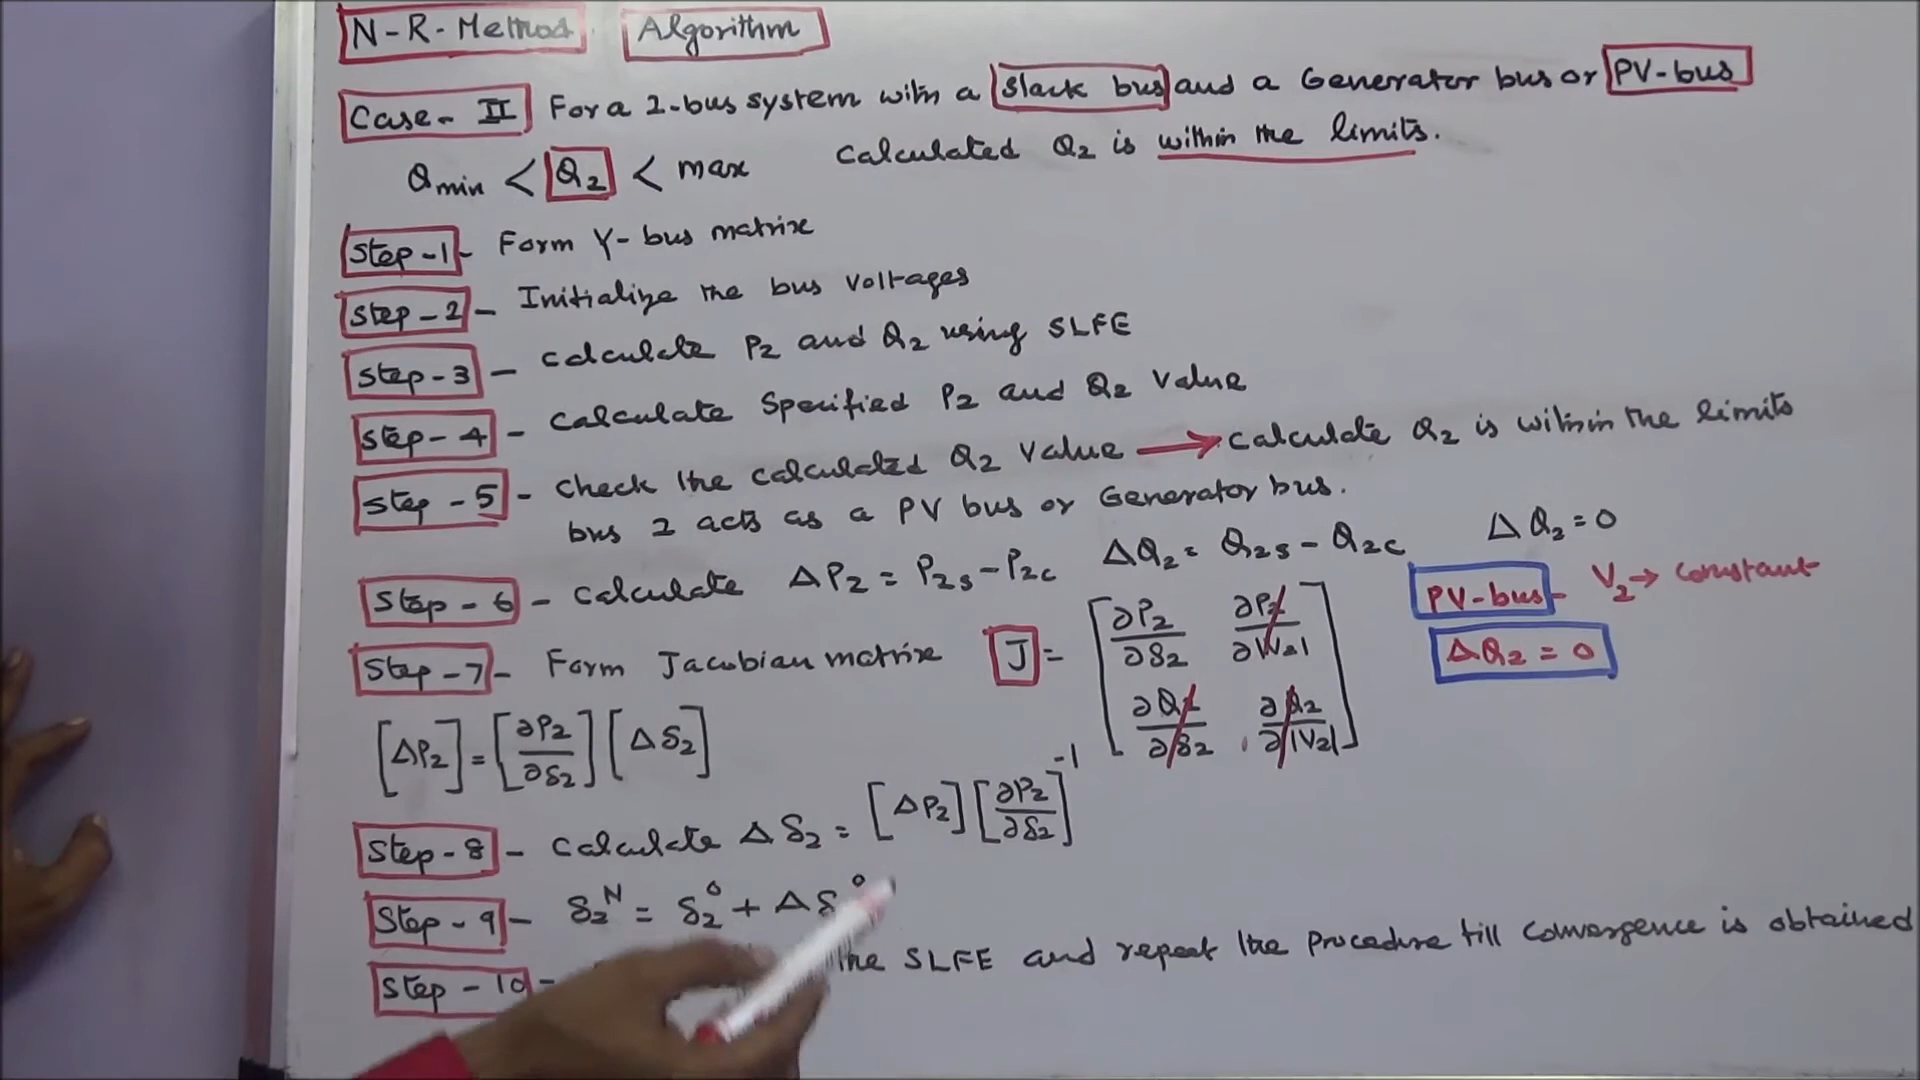 N-R-Method Algorithm
Case-II For a 2-bus system with a Slack bus and a Generator bus or PV-bus
Qmin < Q2 < max Calculated Q2 is within the limits.
Step-1- Form Y-bus matrix
Step-2- Initialize the bus voltages
Step-3- calculate P2 and Q2 using SLFE
Step-4- calculate Specified P2 and Q2 Value
Step-5- check the calculated Q2 Value → calculate Q2 is within the limits
bus 2 acts as a PV bus or Generator bus.
Step-6- calculate ΔP2 = P2s - P2c ΔQ2 = Q2s - Q2c ΔQ2 = 0
PV-bus - V2 → constant
ΔQ2 = 0
Step-7- Form Jacobian matrix J = [∂P2/∂δ2 ∂P2/∂|V2|
∂Q2/∂δ2 ∂Q2/∂|V2|]
[ΔP2] = [∂P2/∂δ2] [Δδ2]
Step-8- calculate Δδ2 = [ΔP2] [∂P2/∂δ2]^-1
Step-9- δ2^N = δ2^0 + Δδ^0
Step-10- the SLFE and repeat the procedure till convergence is obtained